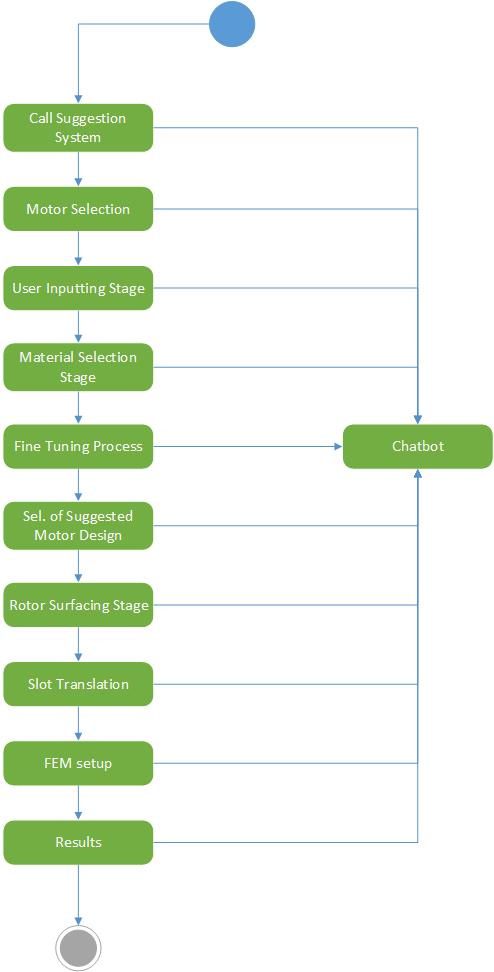 Call Suggestion
System
Motor Selection
User Inputting Stage
Material Selection
Stage
Fine Tuning Process
Chatbot
Sel. of Suggested
Motor Design
Rotor Surfacing Stage
Slot Translation
FEM setup
Results